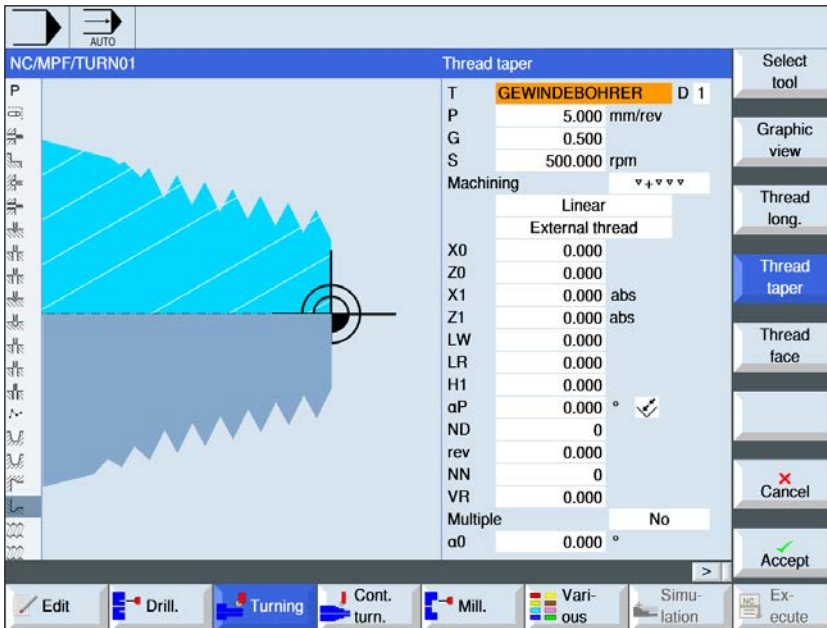 AUTO
NC/MPF/TURN01
Thread taper
P
T GEWINDEBOHRER D 1
P 5.000 mm/rev
G 0.500
S 500.000 rpm
Machining ▿+▿▿▿
Linear
External thread
X0 0.000
Z0 0.000
X1 0.000 abs
Z1 0.000 abs
LW 0.000
LR 0.000
H1 0.000
αP 0.000 °
ND 0
rev 0.000
NN 0
VR 0.000
Multiple No
α0 0.000 °
>
Select
tool
Graphic
view
Thread
long.
Thread
taper
Thread
face
Cancel
Accept
Edit
Drill.
Turning
Cont.
turn.
Mill.
Vari-
ous
Simu-
lation
NC
Ex-
ecute